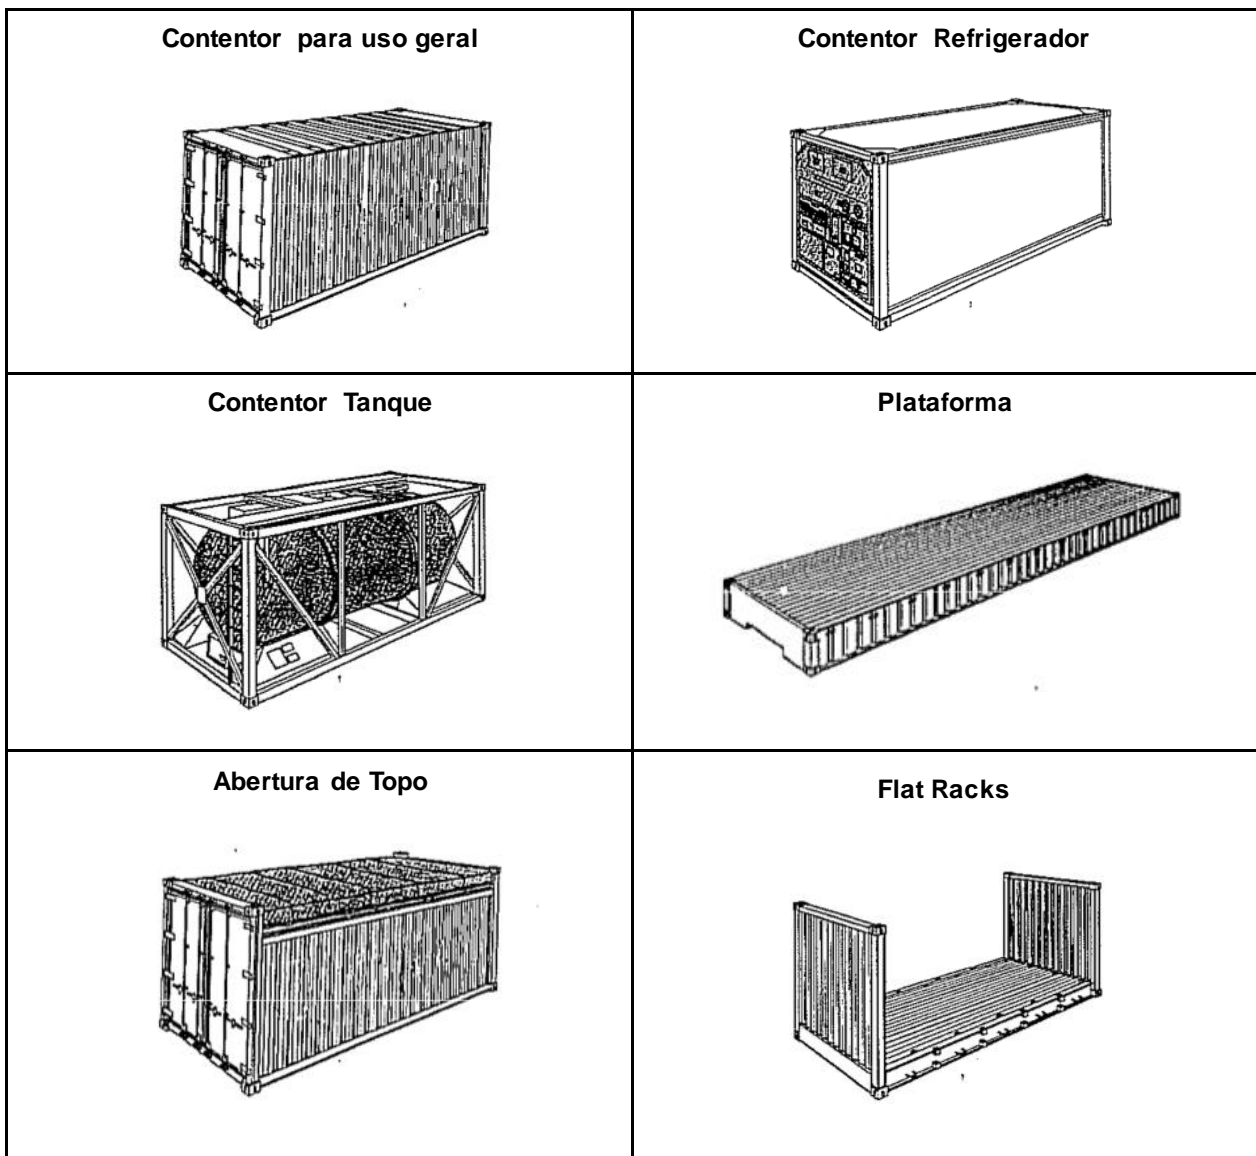 Contentor para uso geral
Contentor Refrigerador
Contentor Tanque
Plataforma
Abertura de Topo
Flat Racks